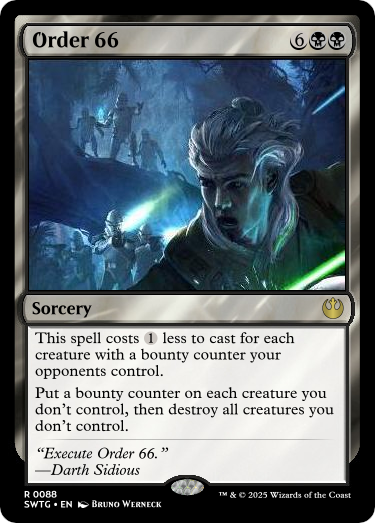 Order 66 6
Sorcery
This spell costs 1 less to cast for each
creature with a bounty counter your
opponents control.
Put a bounty counter on each creature you
don't control, then destroy all creatures you
don't control.
“Execute Order 66.”
—Darth Sidious
R 0088
SWTG • EN Bruno Werneck
™ & © 2025 Wizards of the Coast